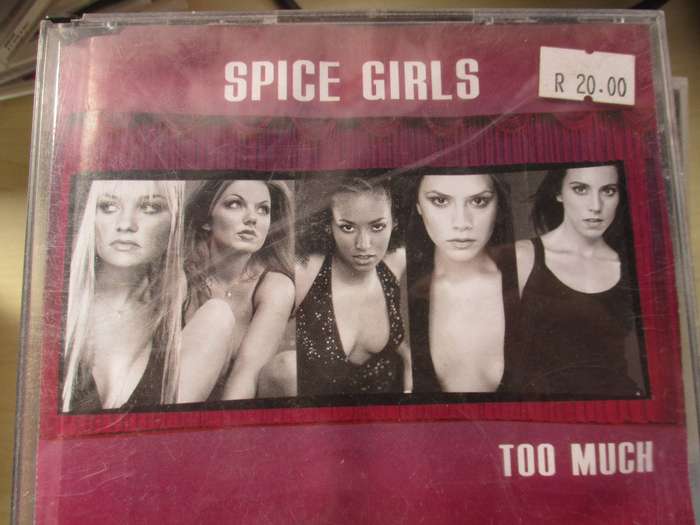 SPICE GIRLS
R 20.00
TOO MUCH